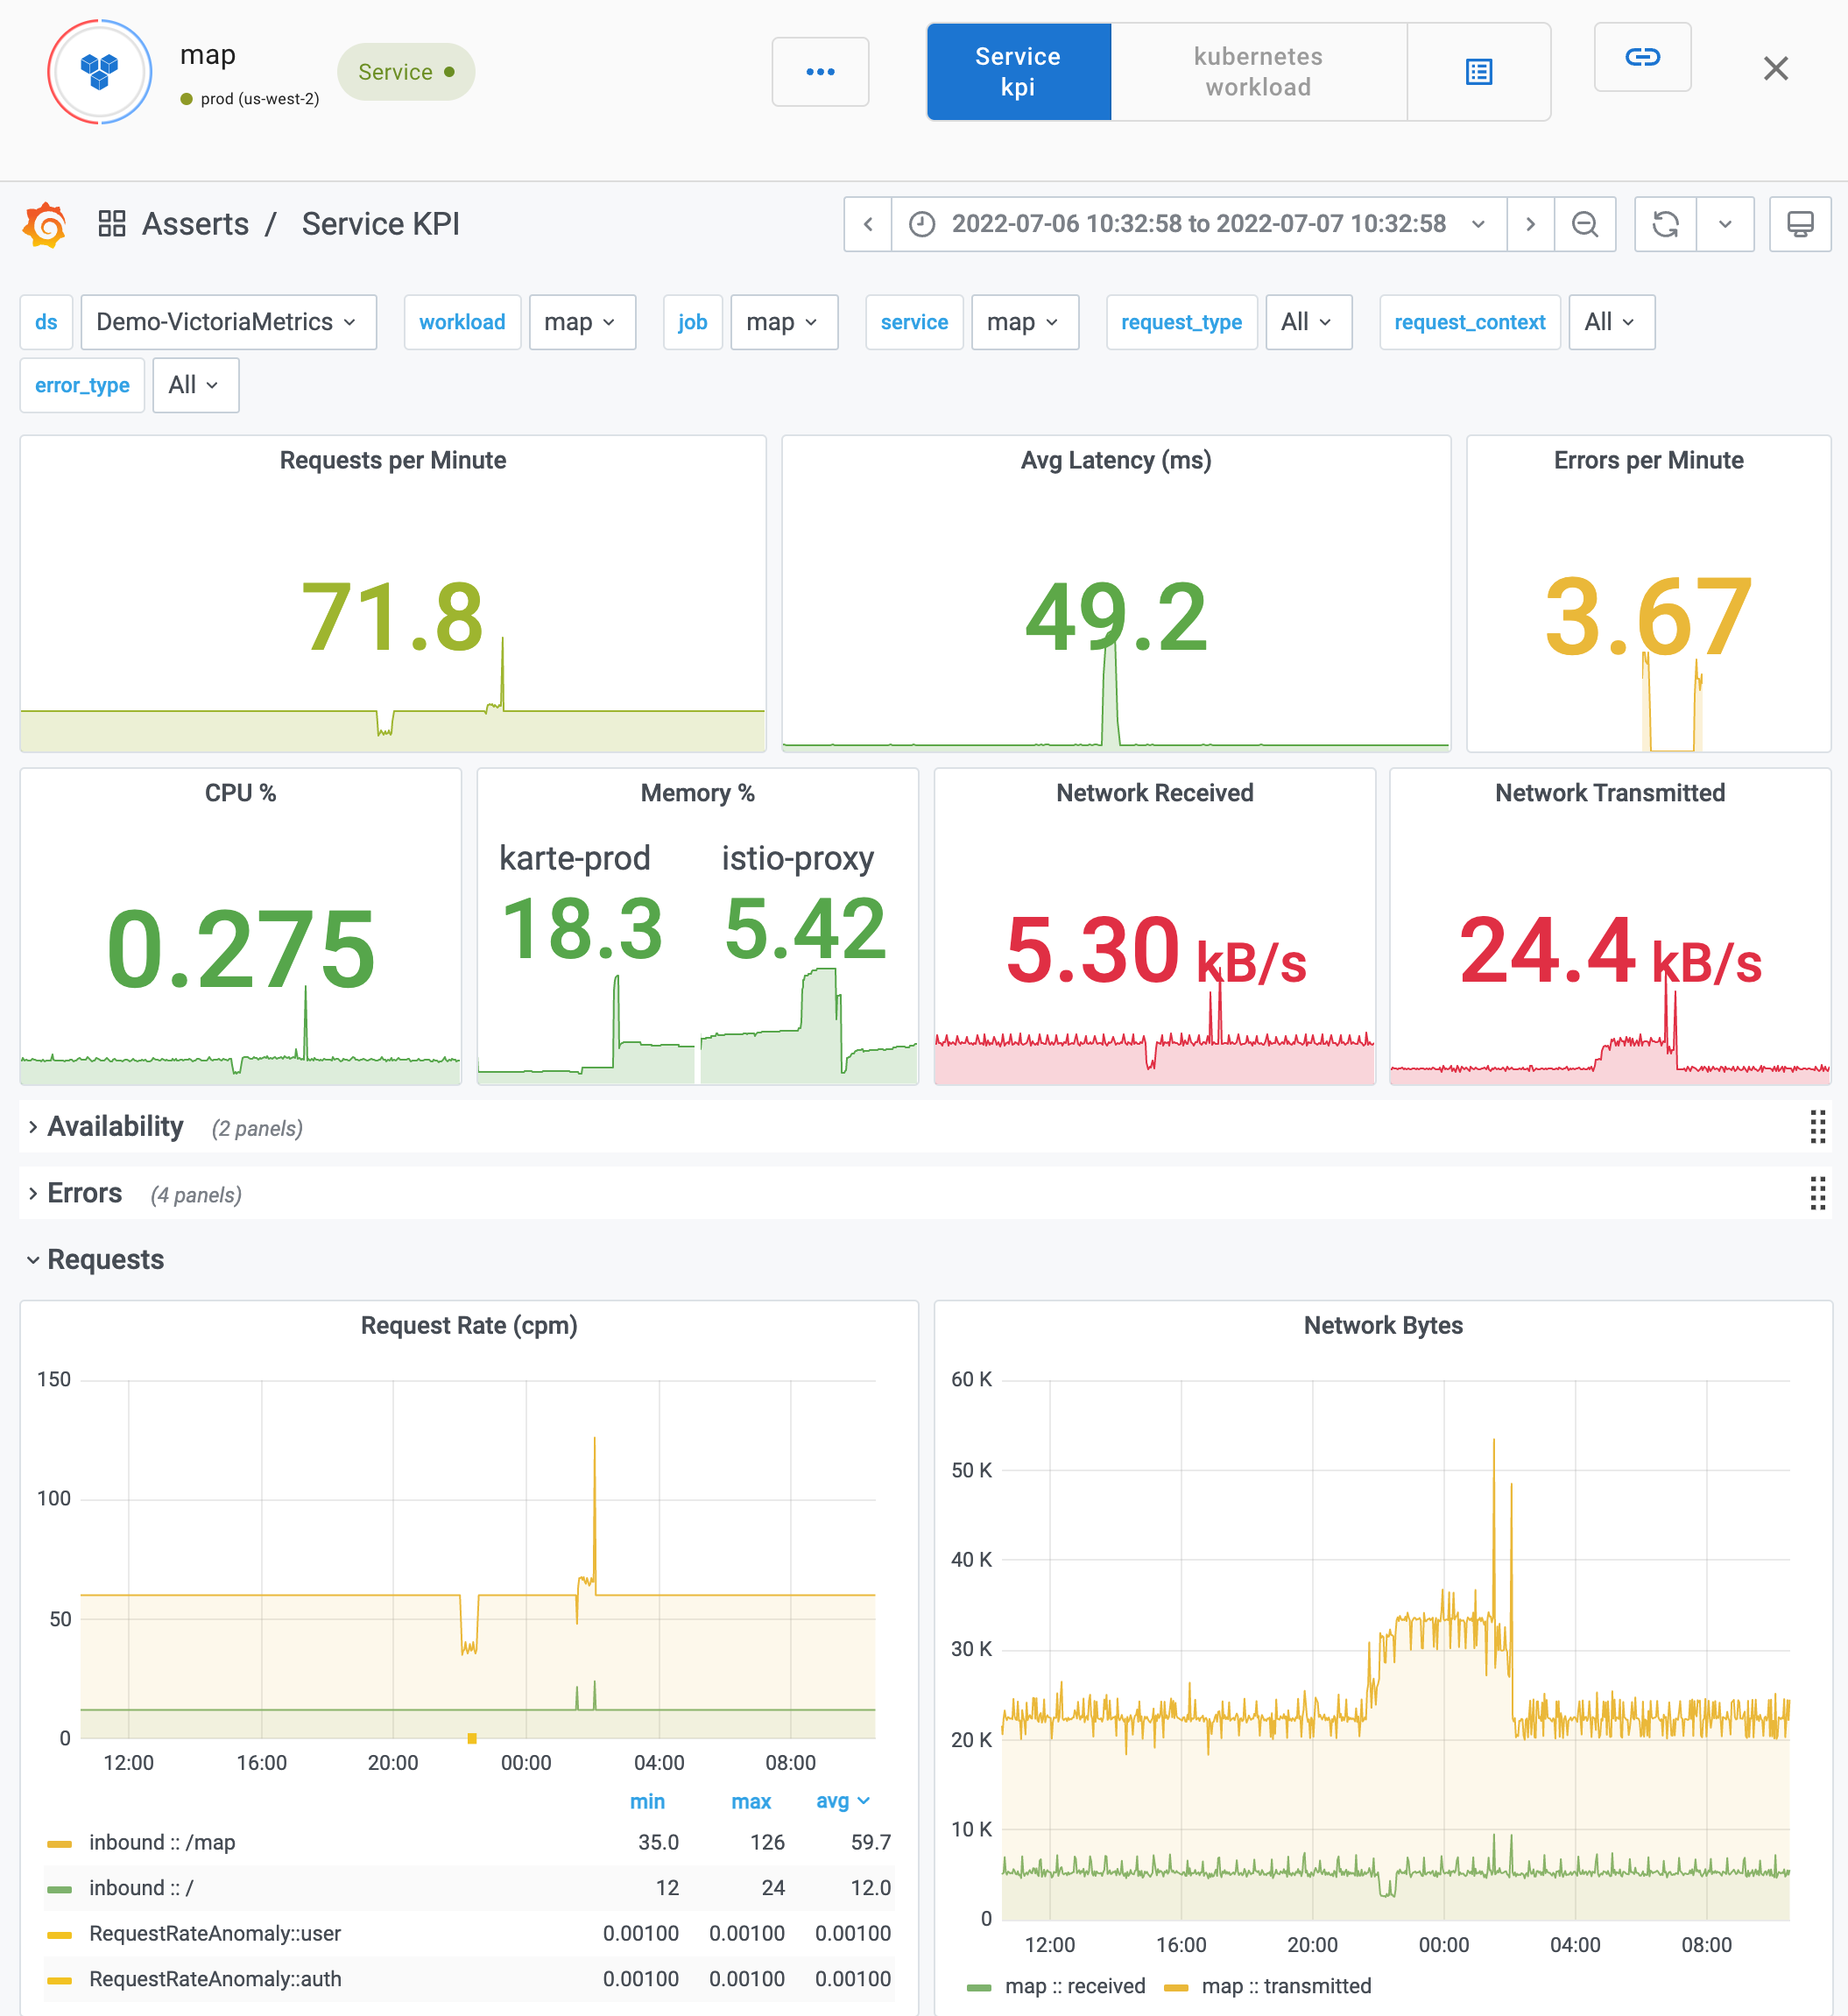 map
prod (us-west-2)
Service
Service
kpi
kubernetes
workload
Asserts / Service KPI
2022-07-06 10:32:58 to 2022-07-07 10:32:58
ds Demo-VictoriaMetrics workload map job map service map request_type All request_context All
error_type All
Requests per Minute
71.8
Avg Latency (ms)
49.2
Errors per Minute
3.67
CPU %
0.275
Memory %
karte-prod istio-proxy
18.3 5.42
Network Received
5.30 kB/s
Network Transmitted
24.4 kB/s
Availability (2 panels)
Errors (4 panels)
Requests
Request Rate (cpm)
150
100
50
0
12:00 16:00 20:00 00:00 04:00 08:00
min max avg
inbound :: /map 35.0 126 59.7
inbound :: / 12 24 12.0
RequestRateAnomaly::user 0.00100 0.00100 0.00100
RequestRateAnomaly::auth 0.00100 0.00100 0.00100
Network Bytes
60 K
50 K
40 K
30 K
20 K
10 K
0
12:00 16:00 20:00 00:00 04:00 08:00
map :: received map :: transmitted